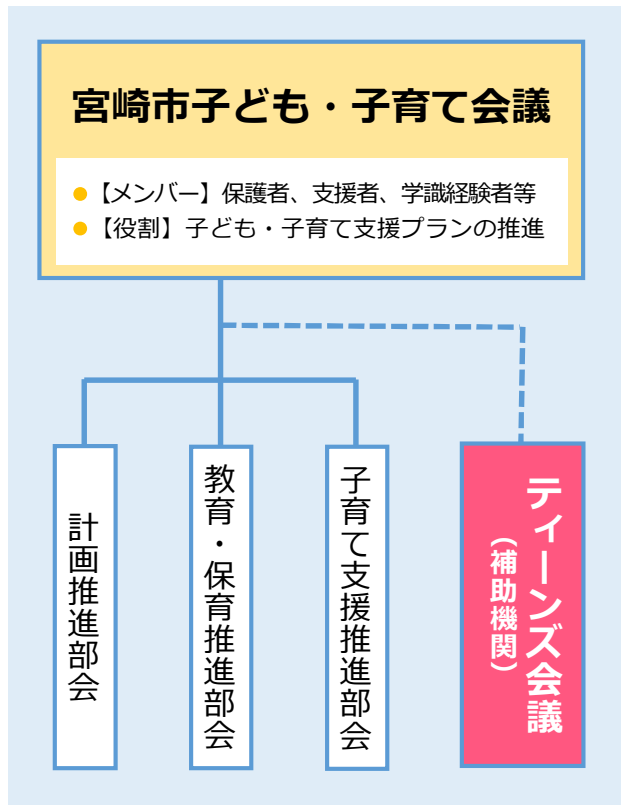 宮崎市子ども・子育て会議
●【メンバー】保護者、支援者、学識経験者等
●【役割】子ども・子育て支援プランの推進
計画推進部会
教育・保育推進部会
子育て支援推進部会
ティーンズ会議
（補助機関）